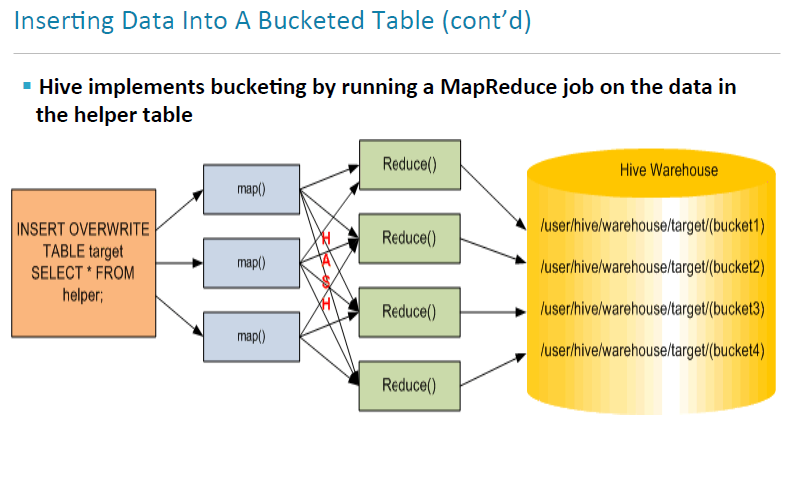 Inserting Data Into A Bucketed Table (cont’d)
Hive implements bucketing by running a MapReduce job on the data in
the helper table
INSERT OVERWRITE
TABLE target
SELECT * FROM
helper;
map()
map()
map()
H
A
S
H
Reduce()
Reduce()
Reduce()
Reduce()
Hive Warehouse
/user/hive/warehouse/target/(bucket1)
/user/hive/warehouse/target/(bucket2)
/user/hive/warehouse/target/(bucket3)
/user/hive/warehouse/target/(bucket4)